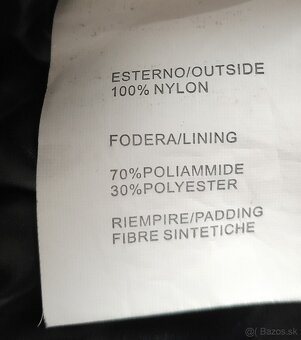 ESTERNO/OUTSIDE
100% NYLON
FODERA/LINING
70%POLIAMMIDE
30%POLYESTER
RIEMPIRE/PADDING
FIBRE SINTETICHE
Bazos.sk